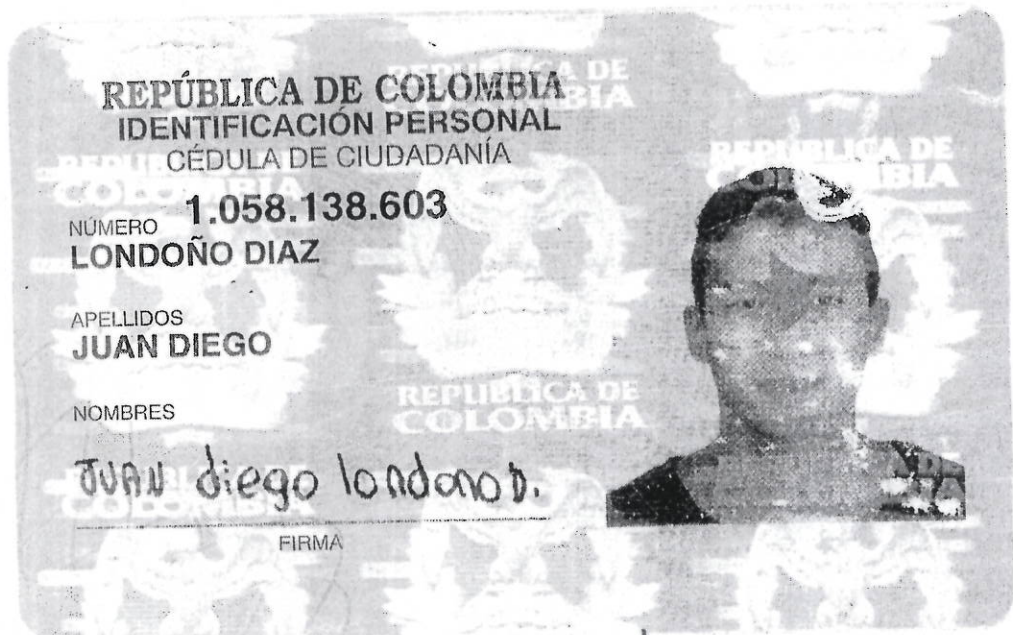 REPÚBLICA DE COLOMBIA
IDENTIFICACIÓN PERSONAL
CÉDULA DE CIUDADANÍA
NÚMERO 1.058.138.603
LONDOÑO DIAZ
APELLIDOS
JUAN DIEGO
NOMBRES
JUAN diego londono D.
FIRMA
REPUBLICA DE
COLOMBIA
REPUBLICA DE
COLOMBIA